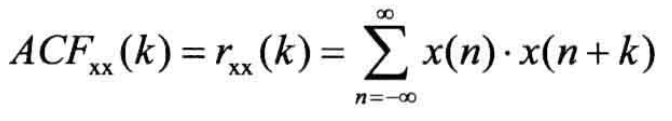 ACF_xx(k) = r_xx(k) = ∑_{n=-∞}^{∞} x(n) · x(n + k)